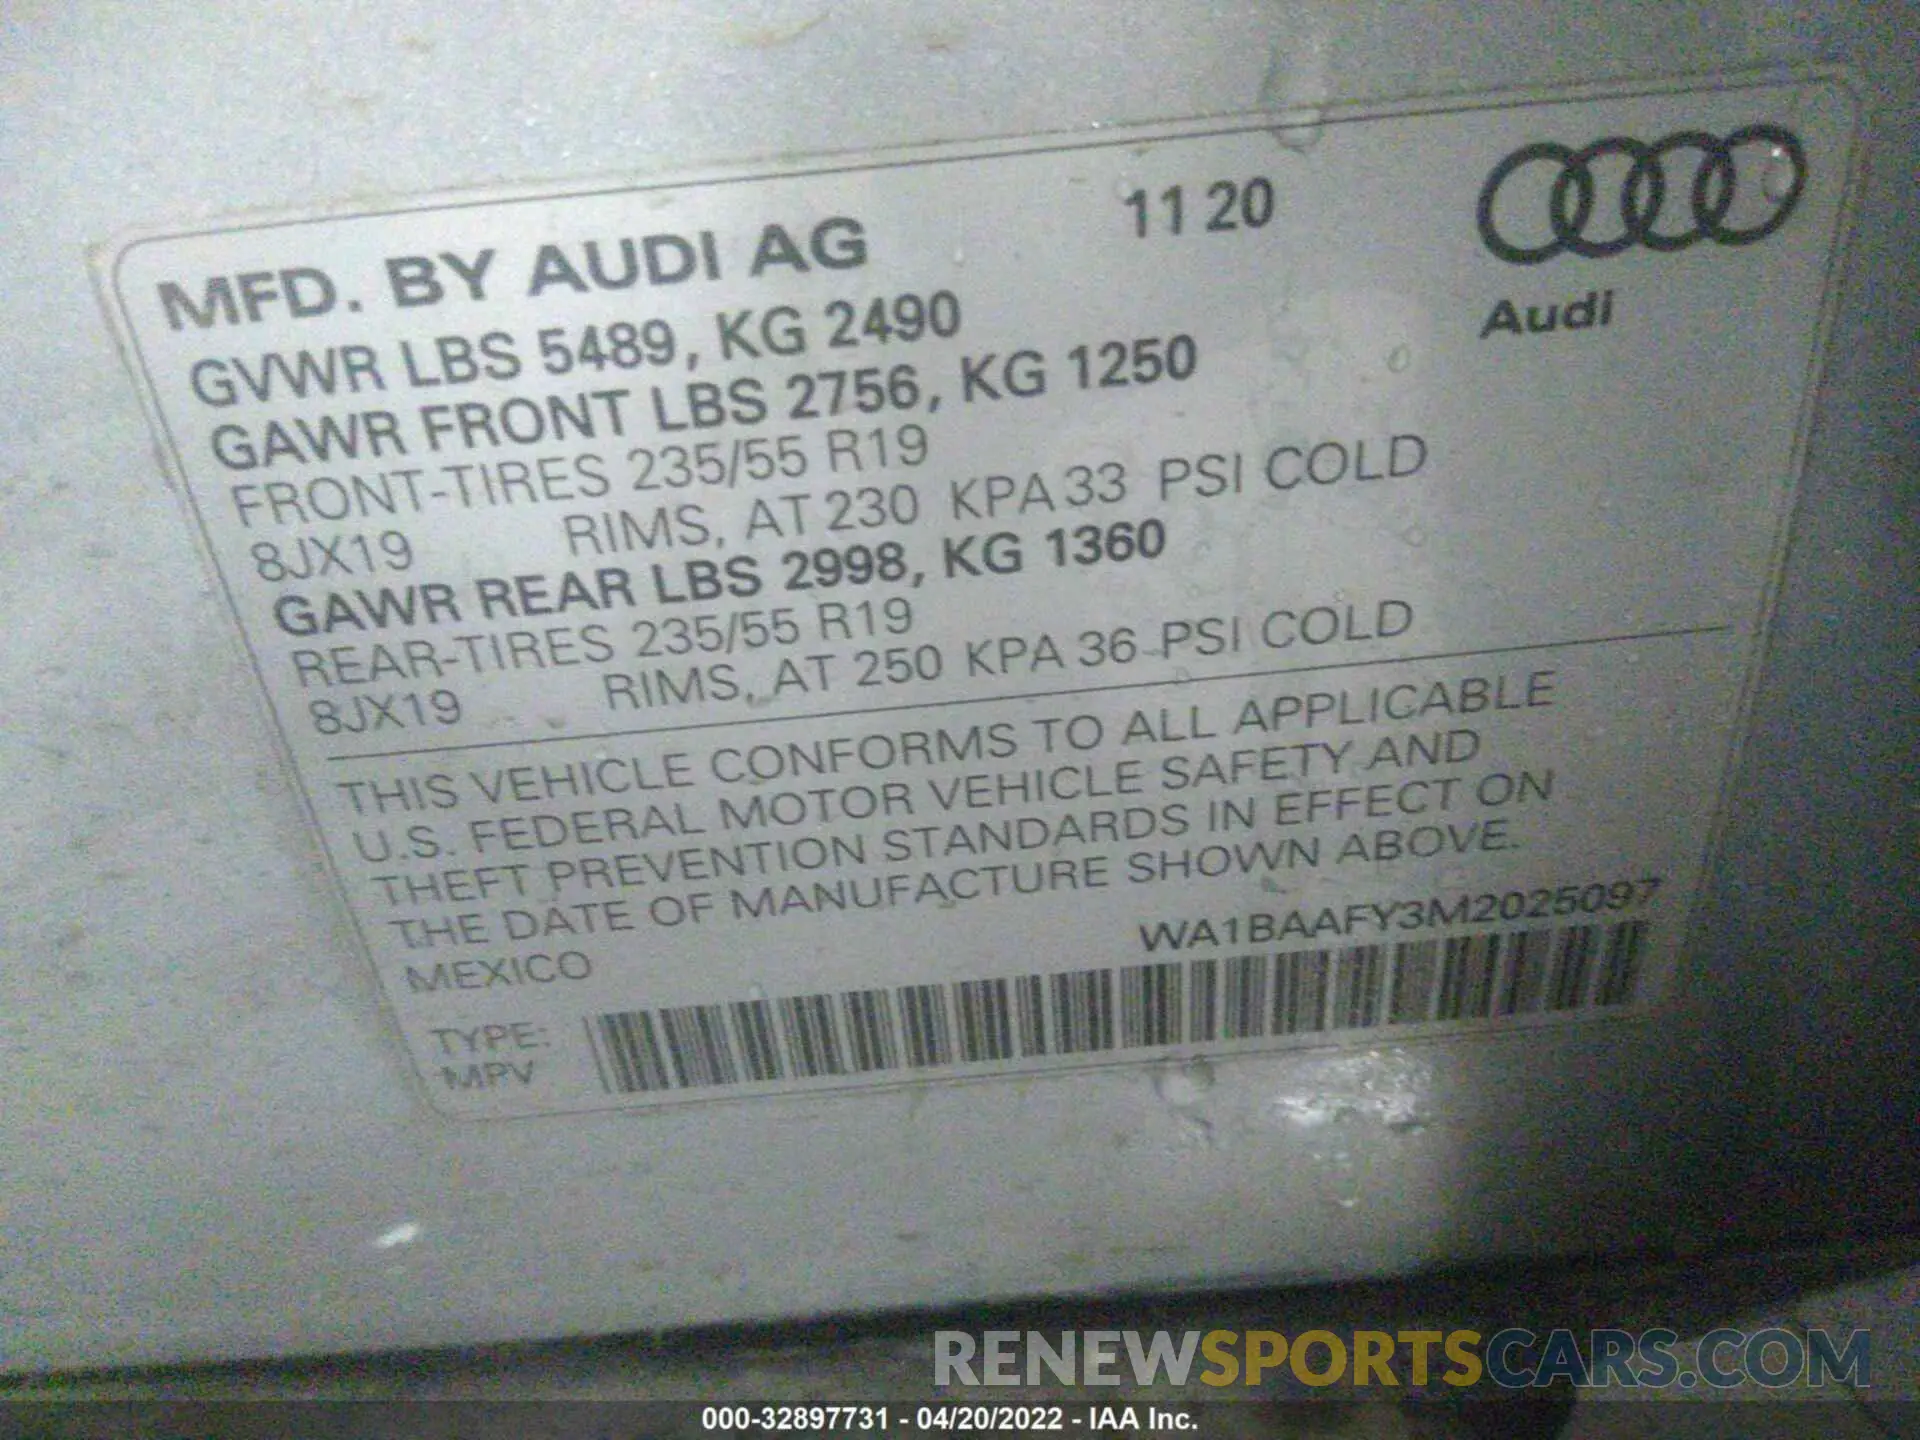 MFD. BY AUDI AG 11 20
Audi
GVWR LBS 5489, KG 2490
GAWR FRONT LBS 2756, KG 1250
FRONT-TIRES 235/55 R19
8JX19 RIMS, AT 230 KPA 33 PSI COLD
GAWR REAR LBS 2998, KG 1360
REAR-TIRES 235/55 R19
8JX19 RIMS, AT 250 KPA 36 PSI COLD
THIS VEHICLE CONFORMS TO ALL APPLICABLE
U.S. FEDERAL MOTOR VEHICLE SAFETY AND
THEFT PREVENTION STANDARDS IN EFFECT ON
THE DATE OF MANUFACTURE SHOWN ABOVE.
MEXICO WA1BAAFY3M2025097
TYPE:
MPV
RENEWSPORTSCARS.COM
000-32897731 - 04/20/2022 - IAA Inc.